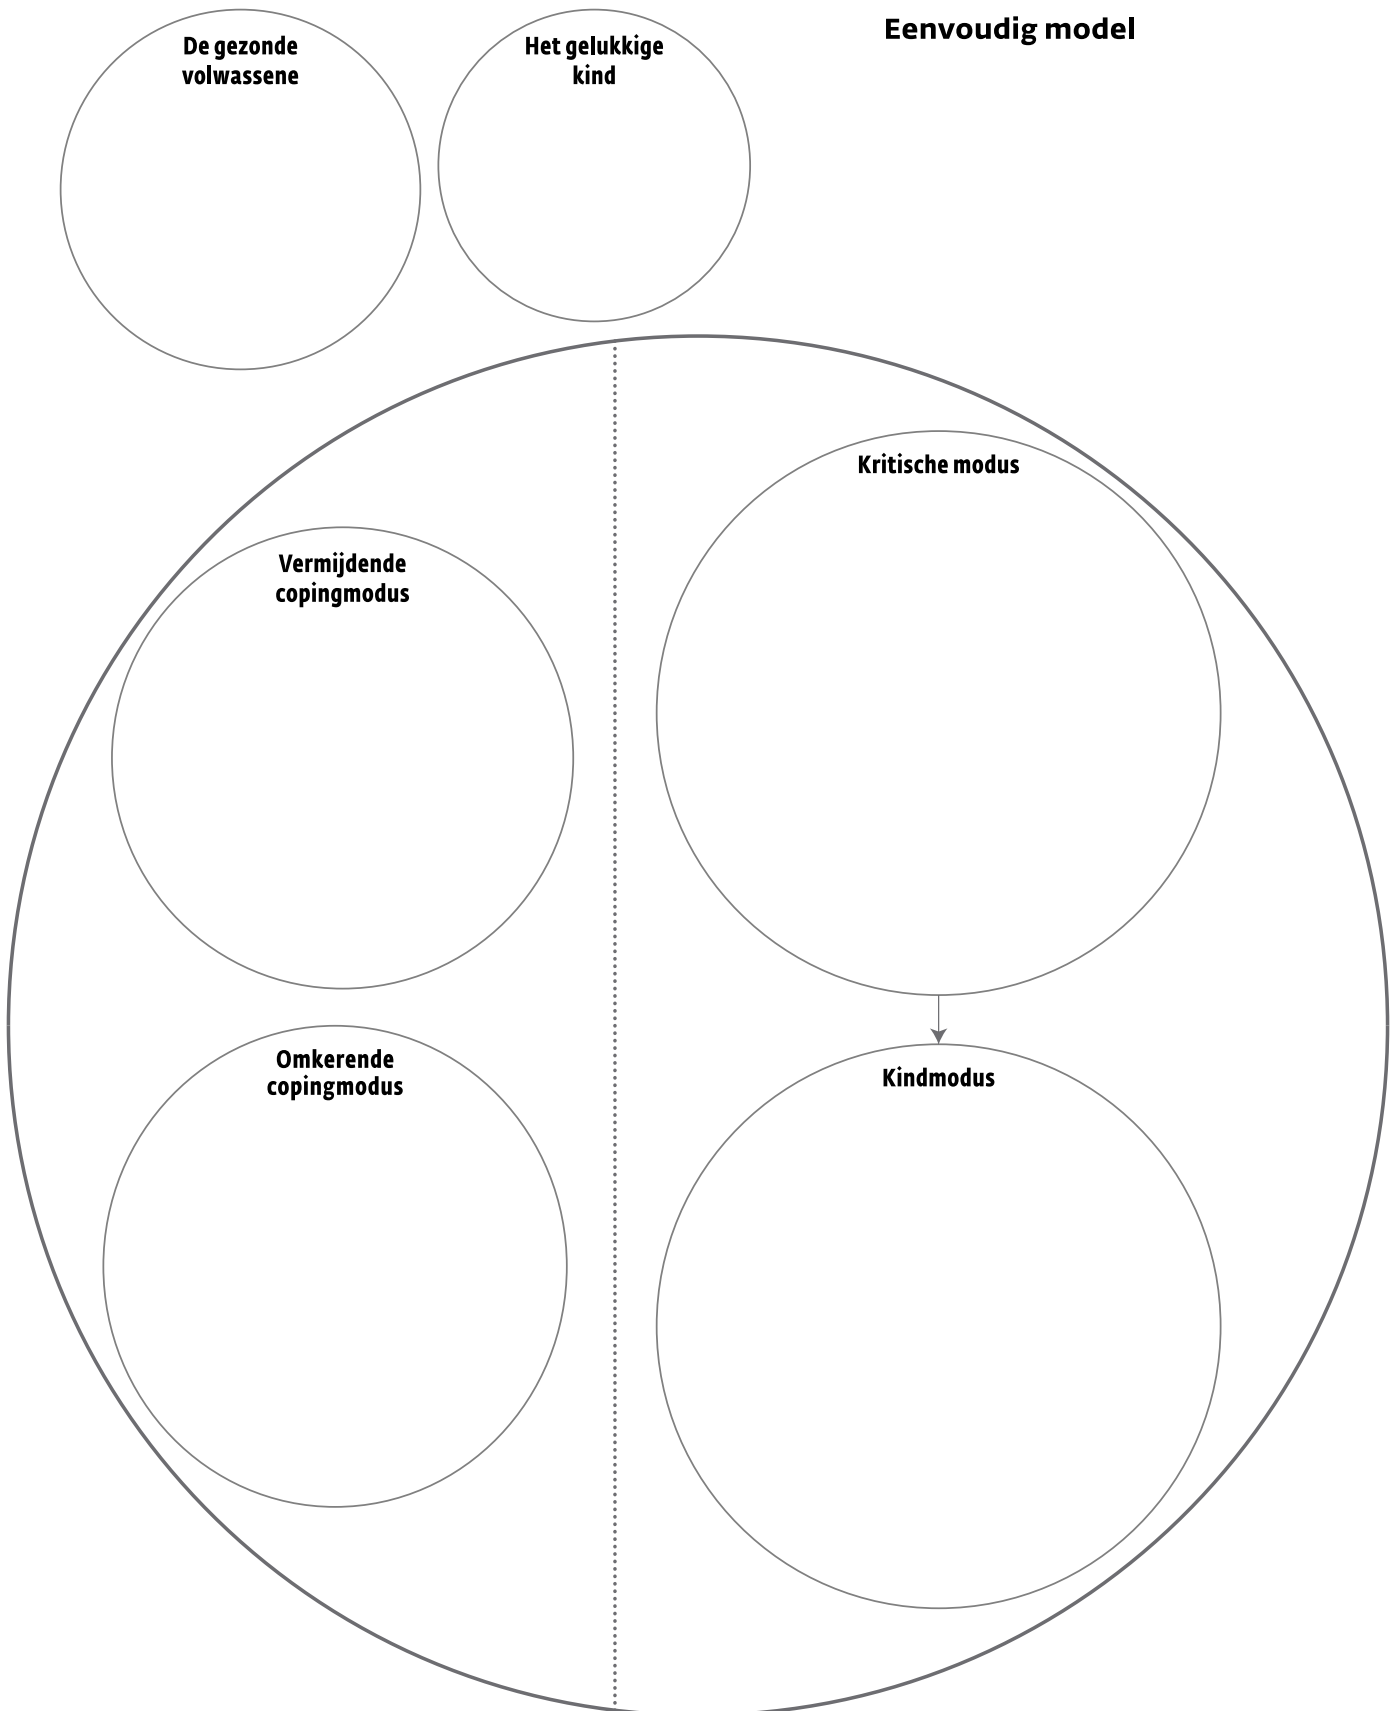 Eenvoudig model
De gezonde
volwassene
Het gelukkige
kind
Kritische modus
Vermijdende
copingmodus
Omkerende
copingmodus
Kindmodus